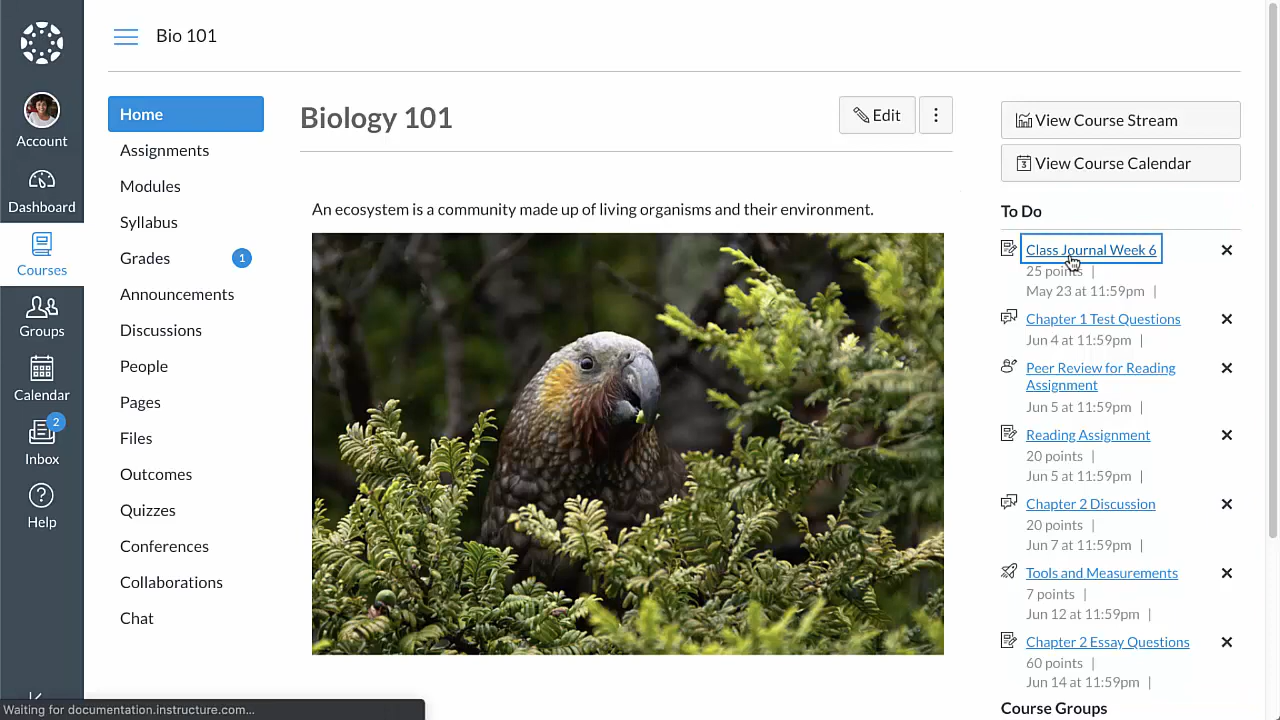 Bio 101
Account
Dashboard
Courses
Groups
Calendar
2
Inbox
Help
Home
Assignments
Modules
Syllabus
Grades 1
Announcements
Discussions
People
Pages
Files
Outcomes
Quizzes
Conferences
Collaborations
Chat
Biology 101
Edit
An ecosystem is a community made up of living organisms and their environment.
View Course Stream
View Course Calendar
To Do
Class Journal Week 6
25 points |
May 23 at 11:59pm |
Chapter 1 Test Questions
Jun 4 at 11:59pm |
Peer Review for Reading
Assignment
Jun 5 at 11:59pm |
Reading Assignment
20 points |
Jun 5 at 11:59pm |
Chapter 2 Discussion
20 points |
Jun 7 at 11:59pm |
Tools and Measurements
7 points |
Jun 12 at 11:59pm |
Chapter 2 Essay Questions
60 points |
Jun 14 at 11:59pm |
Course Groups
Waiting for documentation.instructure.com...